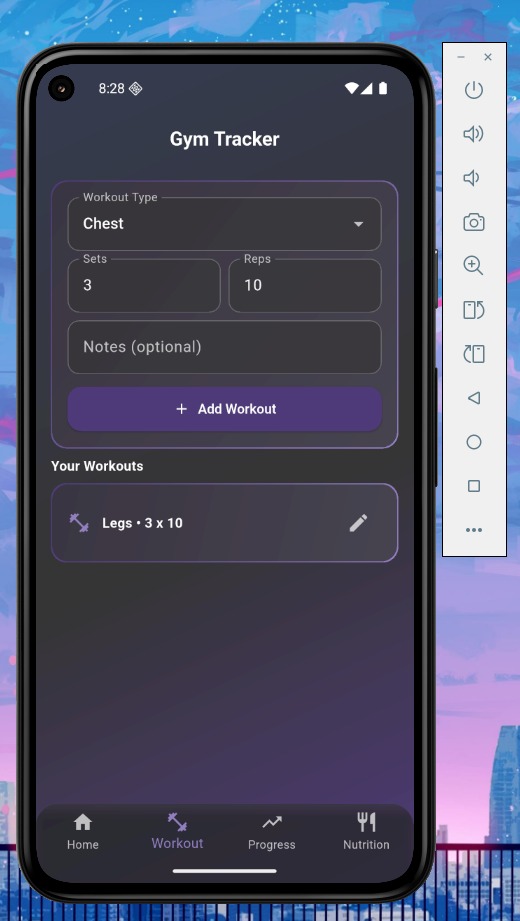 8:28
Gym Tracker
Workout Type
Chest
Sets
Reps
3
10
Notes (optional)
+ Add Workout
Your Workouts
Legs • 3 x 10
Home
Workout
Progress
Nutrition